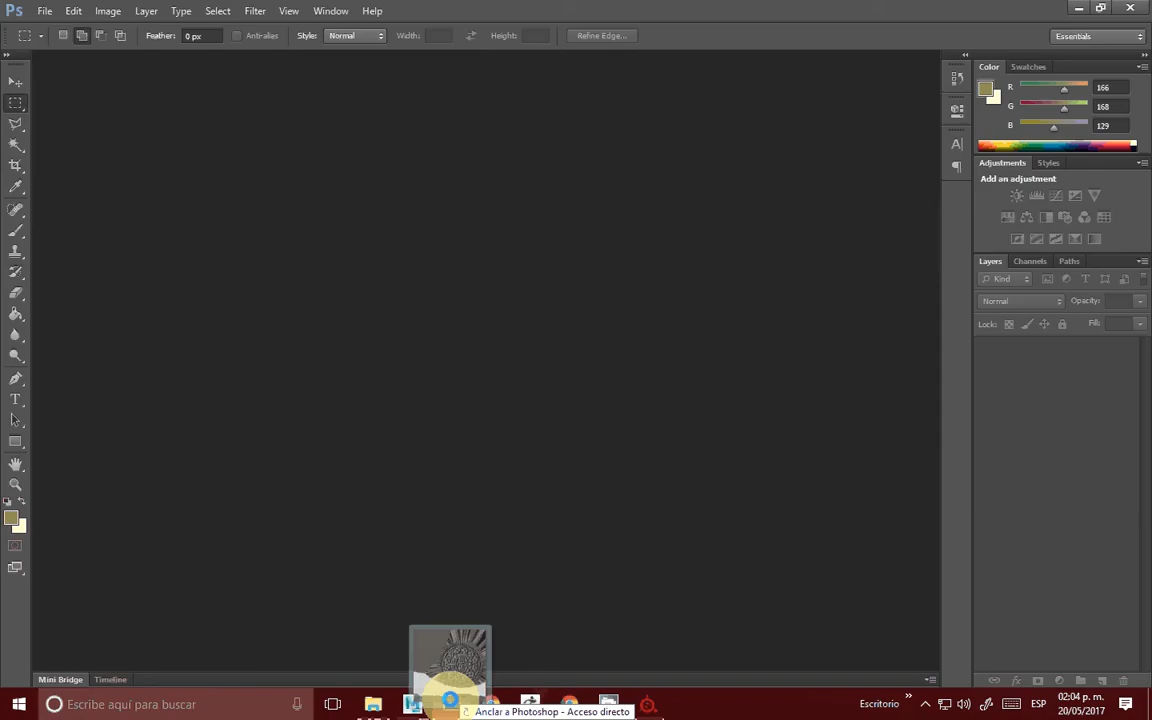 Ps File Edit Image Layer Type Select Filter View Window Help
Feather: 0 px Anti-alias Style: Normal Width: Height: Refine Edge... Essentials
Color Swatches
R 166
G 168
B 129
Adjustments Styles
Add an adjustment
Layers Channels Paths
Kind
Normal Opacity:
Lock: Fill:
Mini Bridge Timeline
Escribe aquí para buscar
Anclar a Photoshop - Acceso directo
Escritorio
ESP
02:04 p. m.
20/05/2017